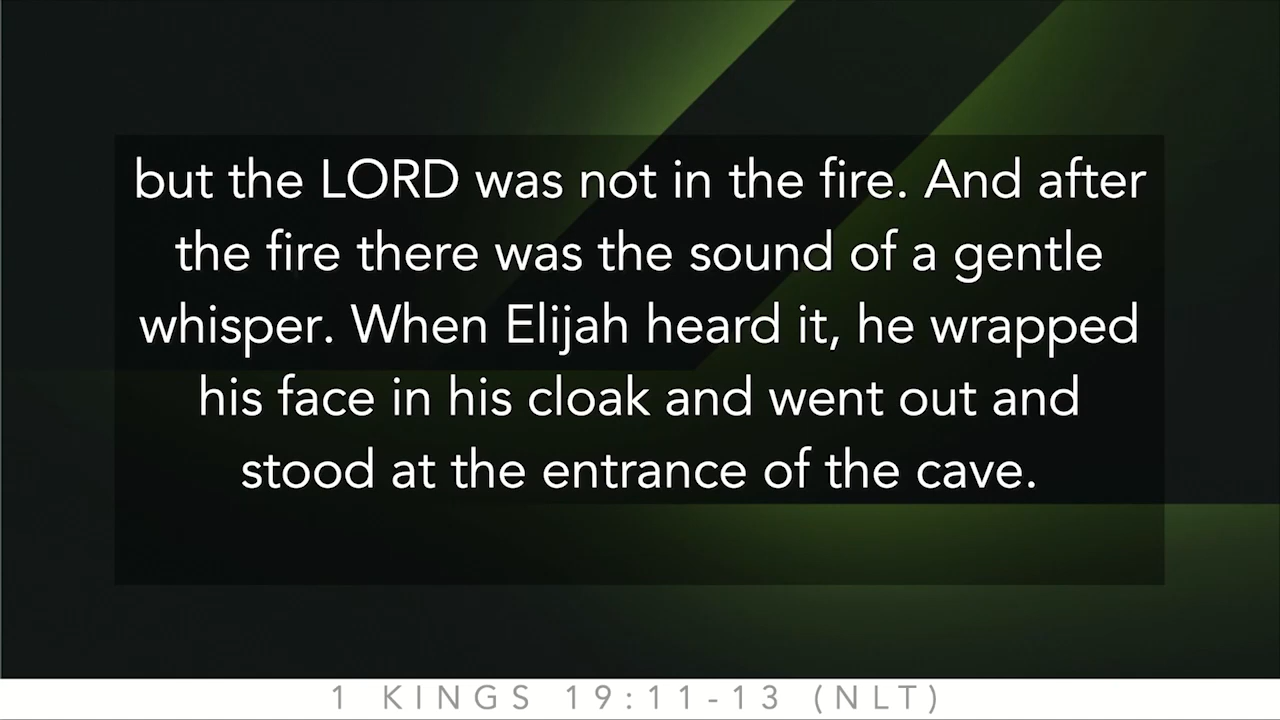 but the LORD was not in the fire. And after
the fire there was the sound of a gentle
whisper. When Elijah heard it, he wrapped
his face in his cloak and went out and
stood at the entrance of the cave.
1 KINGS 19:11-13 (NLT)